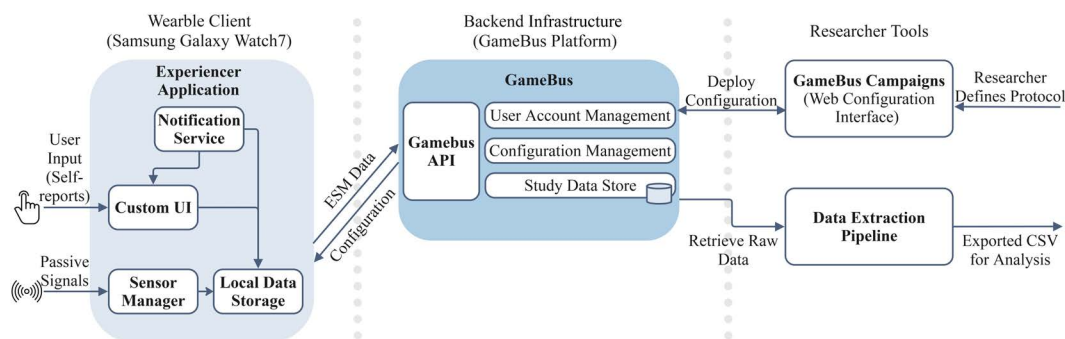 Wearble Client
(Samsung Galaxy Watch7)
Backend Infrastructure
(GameBus Platform)
Researcher Tools
Experiencer
Application
Notification
Service
User
Input
(Self-
reports)
Custom UI
Passive
Signals
Sensor
Manager
Local Data
Storage
ESM Data
Configuration
GameBus
Gamebus
API
User Account Management
Configuration Management
Study Data Store
Deploy
Configuration
GameBus Campaigns
(Web Configuration
Interface)
Researcher
Defines Protocol
Retrieve Raw
Data
Data Extraction
Pipeline
Exported CSV
for Analysis